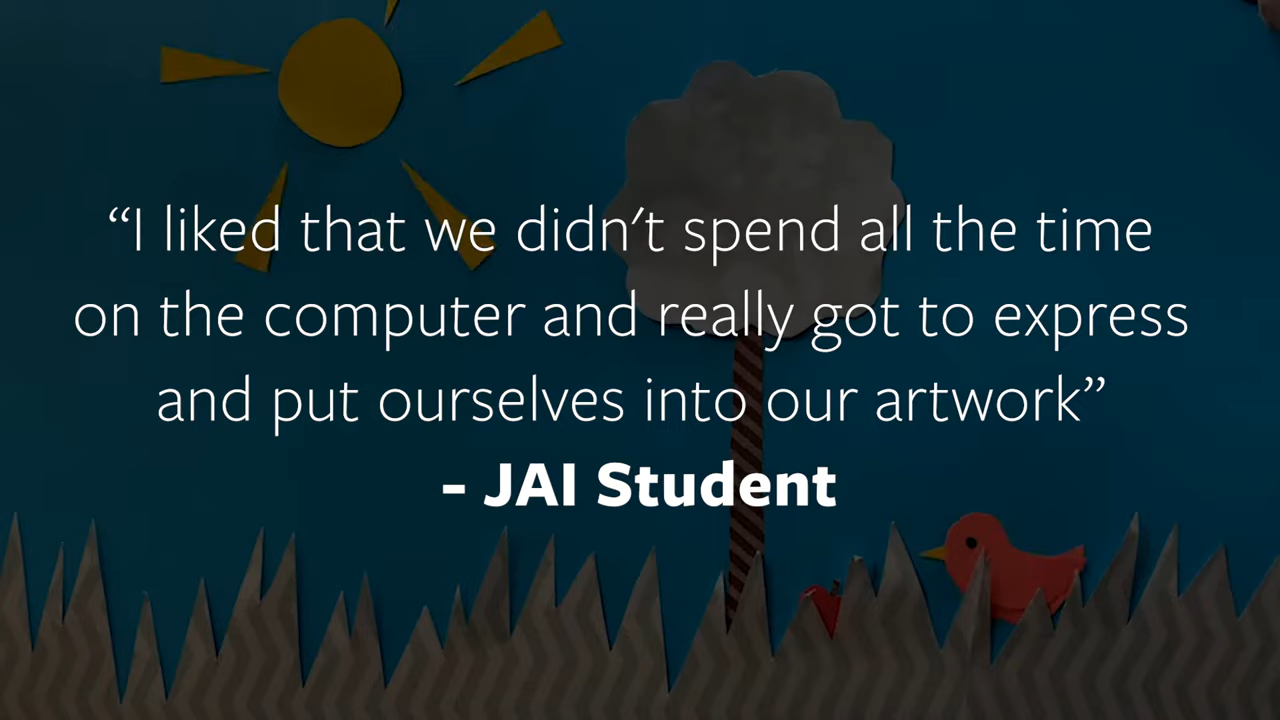 “I liked that we didn't spend all the time
on the computer and really got to express
and put ourselves into our artwork”
- JAI Student